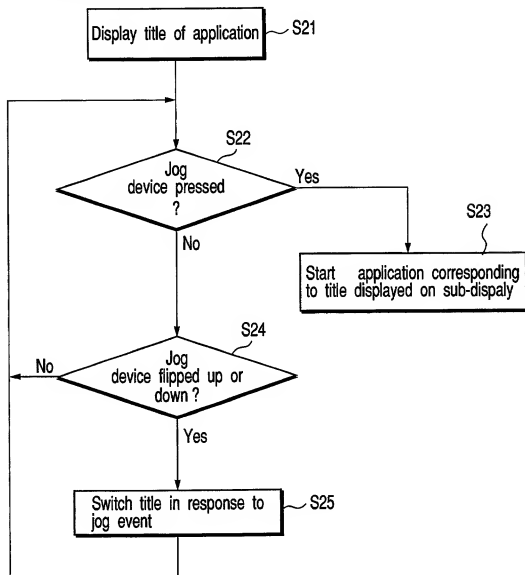 Display title of application
S21
S22
Jog
device pressed
?
Yes
No
S23
Start application corresponding
to title displayed on sub-dispaly
S24
Jog
device flipped up or
down ?
No
Yes
Switch title in response to
jog event
S25